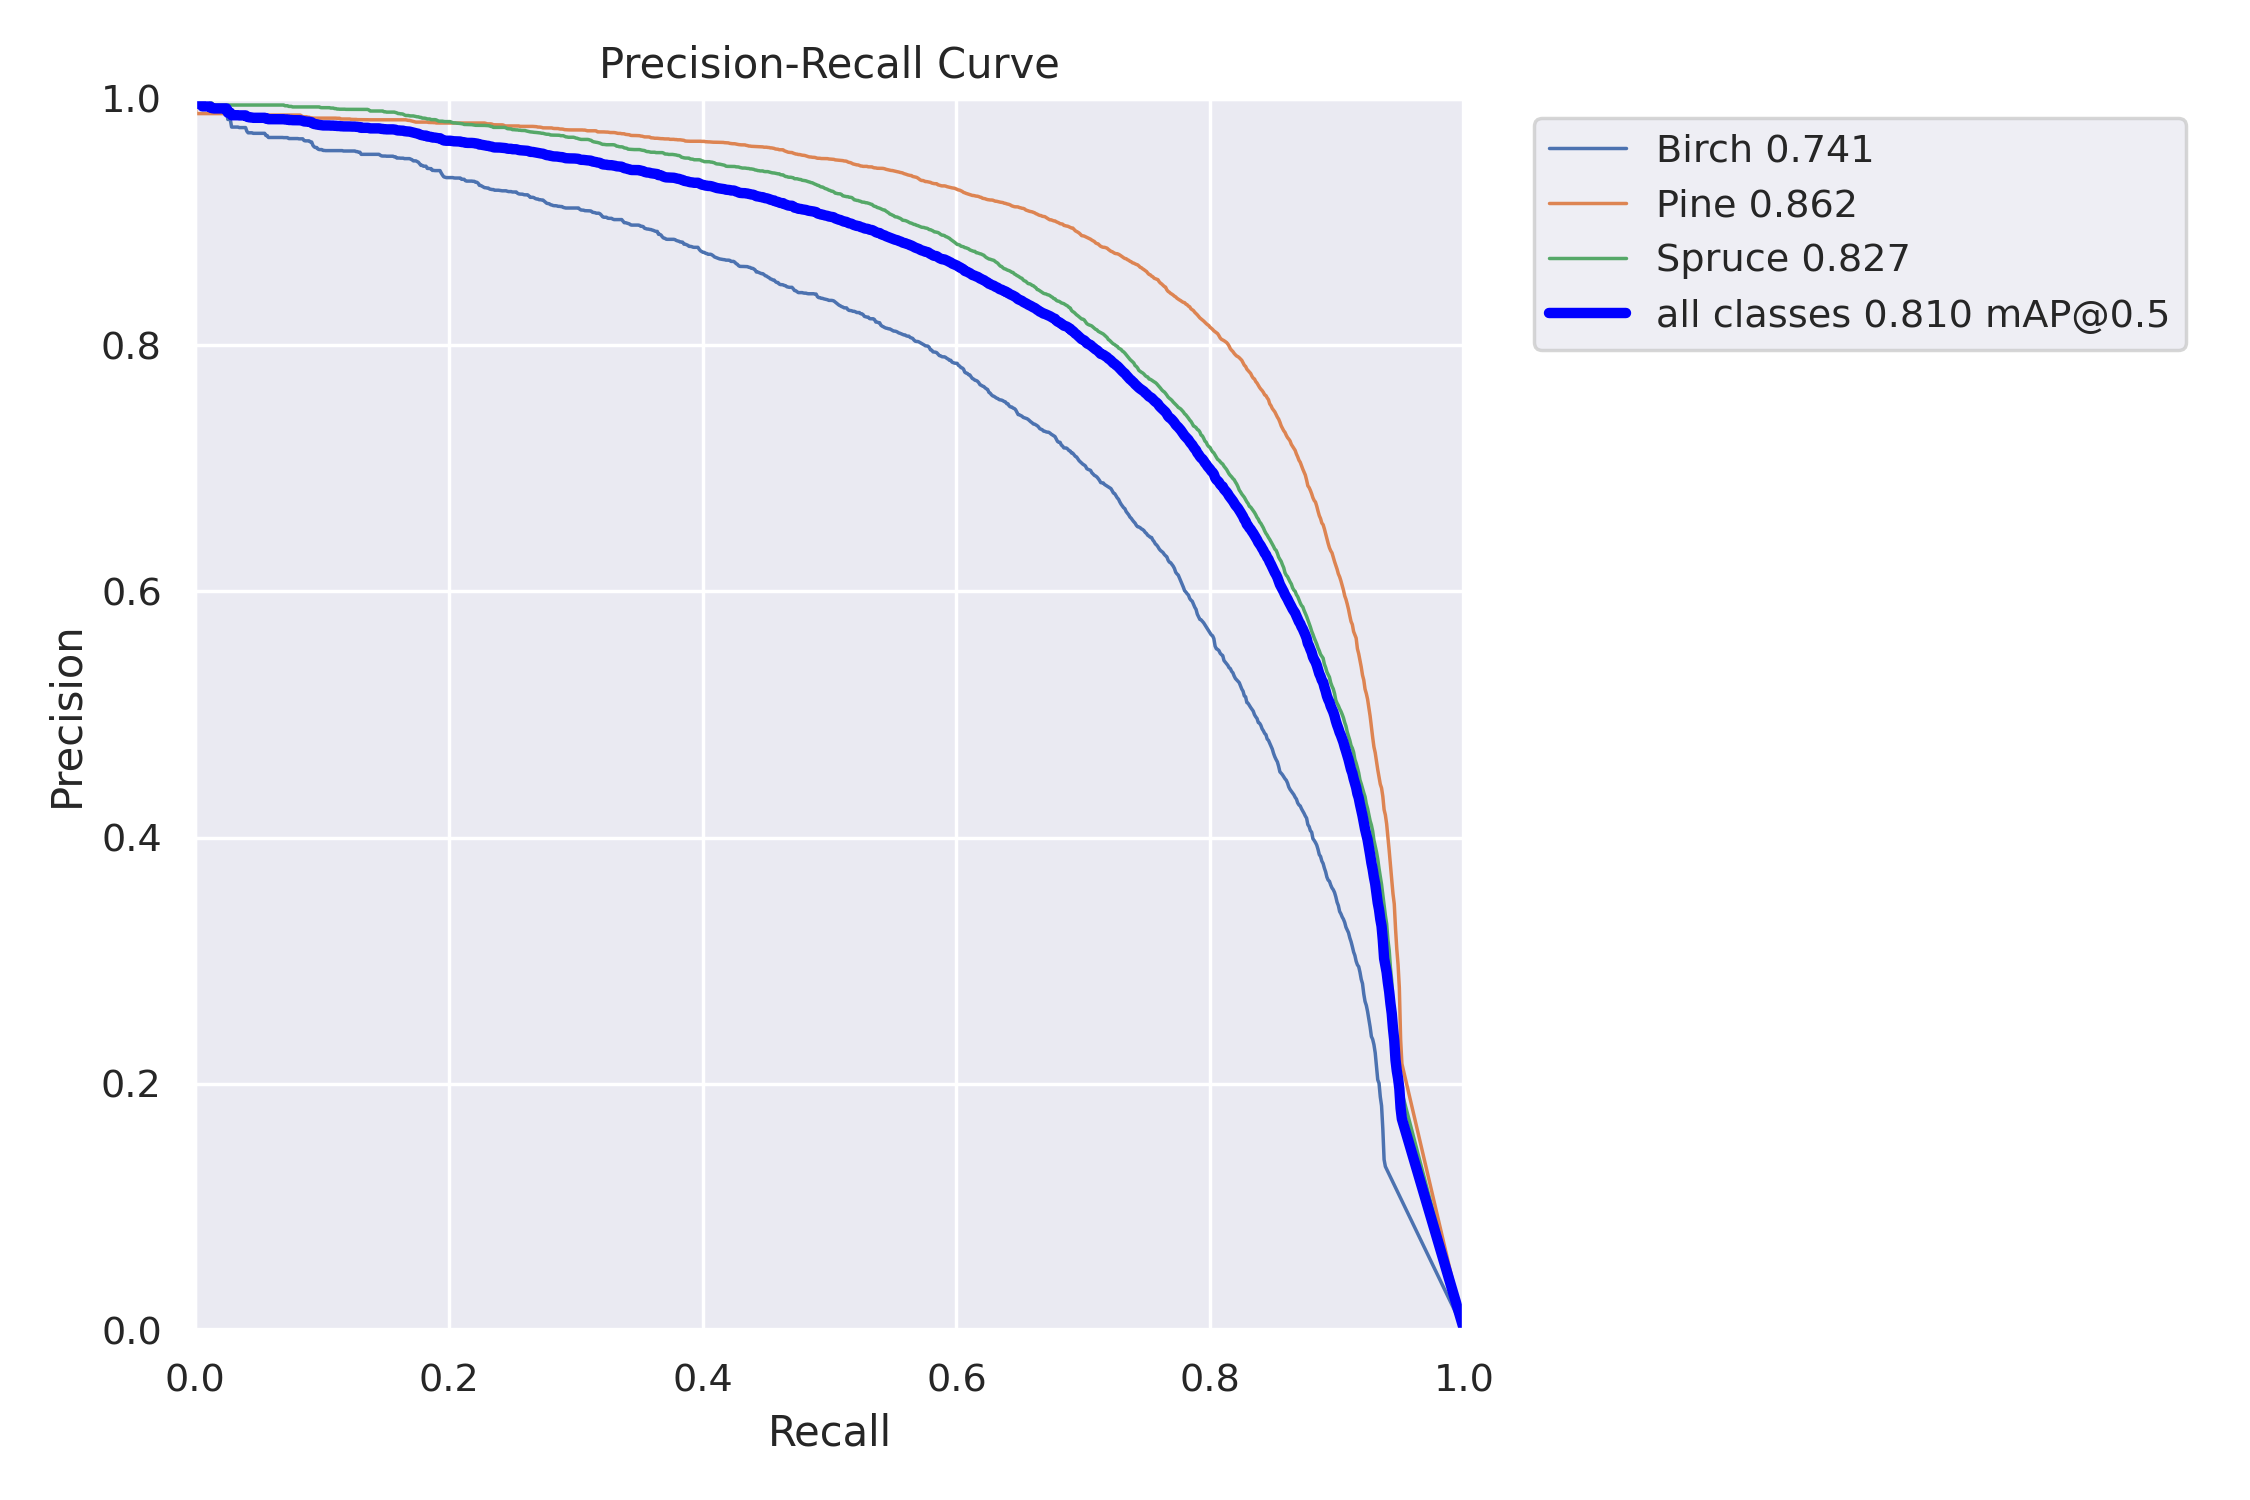 Precision-Recall Curve
1.0
0.8
0.6
0.4
0.2
0.0
Precision
0.0 0.2 0.4 0.6 0.8 1.0
Recall
Birch 0.741
Pine 0.862
Spruce 0.827
all classes 0.810 mAP@0.5